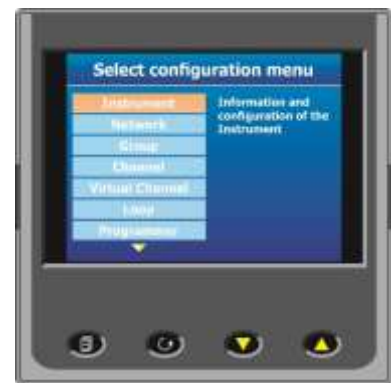 Select configuration menu
Instrument
Network
Group
Channel
Virtual Channel
Loop
Programmer
Information and
configuration of the
Instrument